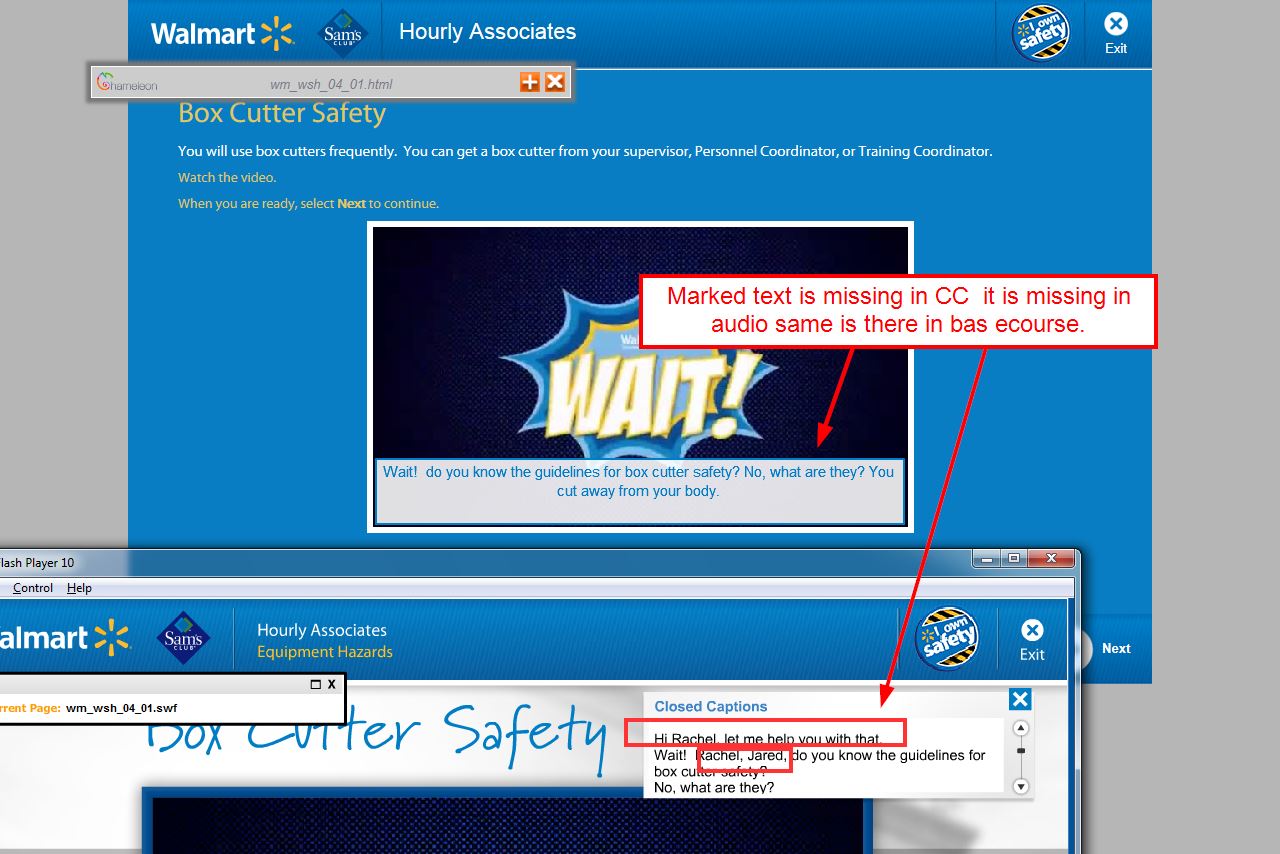 Walmart
Sam's
CLUB
Hourly Associates
I own
safety
Exit
Chameleon
wm_wsh_04_01.html
Box Cutter Safety
You will use box cutters frequently.  You can get a box cutter from your supervisor, Personnel Coordinator, or Training Coordinator.
Watch the video.
When you are ready, select Next to continue.
Marked text is missing in CC  it is missing in
audio same is there in bas ecourse.
WAIT!
Wait!  do you know the guidelines for box cutter safety? No, what are they? You
cut away from your body.
lash Player 10
Control
Help
almart
Sam's
CLUB
Hourly Associates
Equipment Hazards
I own
safety
Exit
Next
rrent Page: wm_wsh_04_01.swf
Box Cutter Safety
Closed Captions
Hi Rachel, let me help you with that.
Wait!  Rachel, Jared, do you know the guidelines for
box cutter safety?
No, what are they?